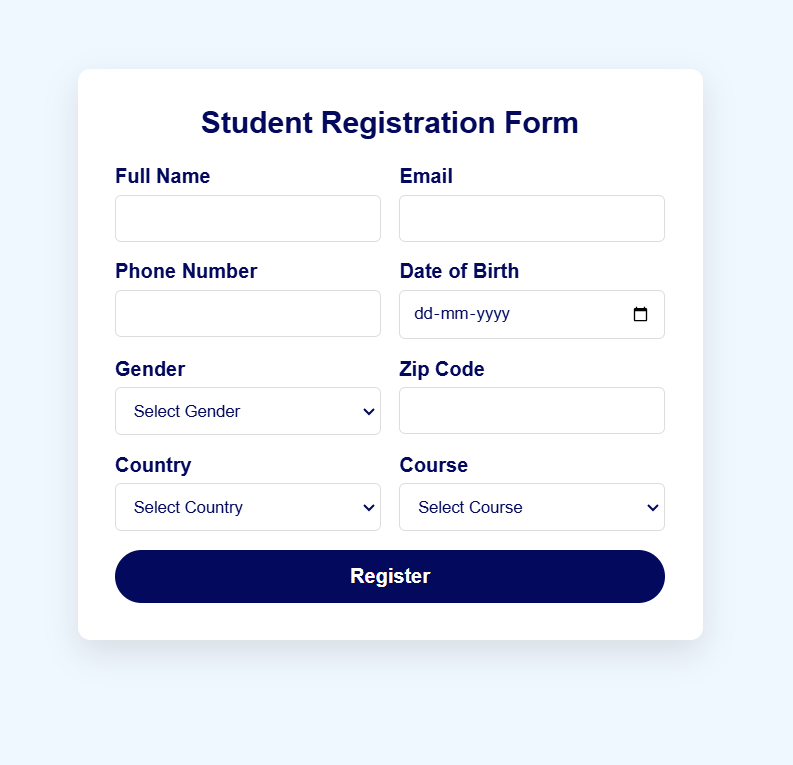 Student Registration Form
Full Name
Email
Phone Number
Date of Birth
dd-mm-yyyy
Gender
Zip Code
Select Gender
Country
Course
Select Country
Select Course
Register